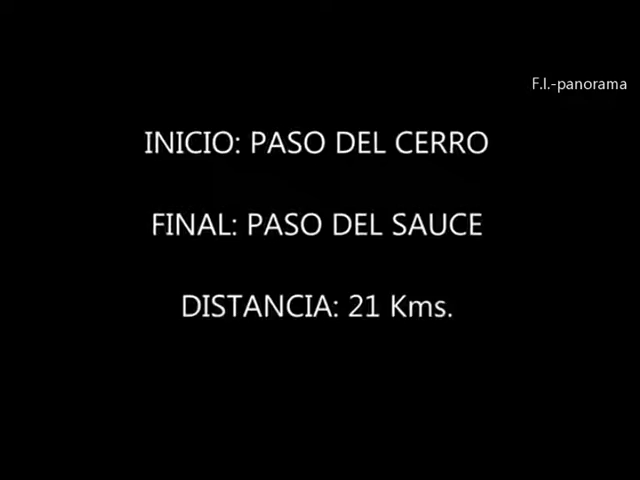 F.I.-panorama
INICIO: PASO DEL CERRO
FINAL: PASO DEL SAUCE
DISTANCIA: 21 Kms.